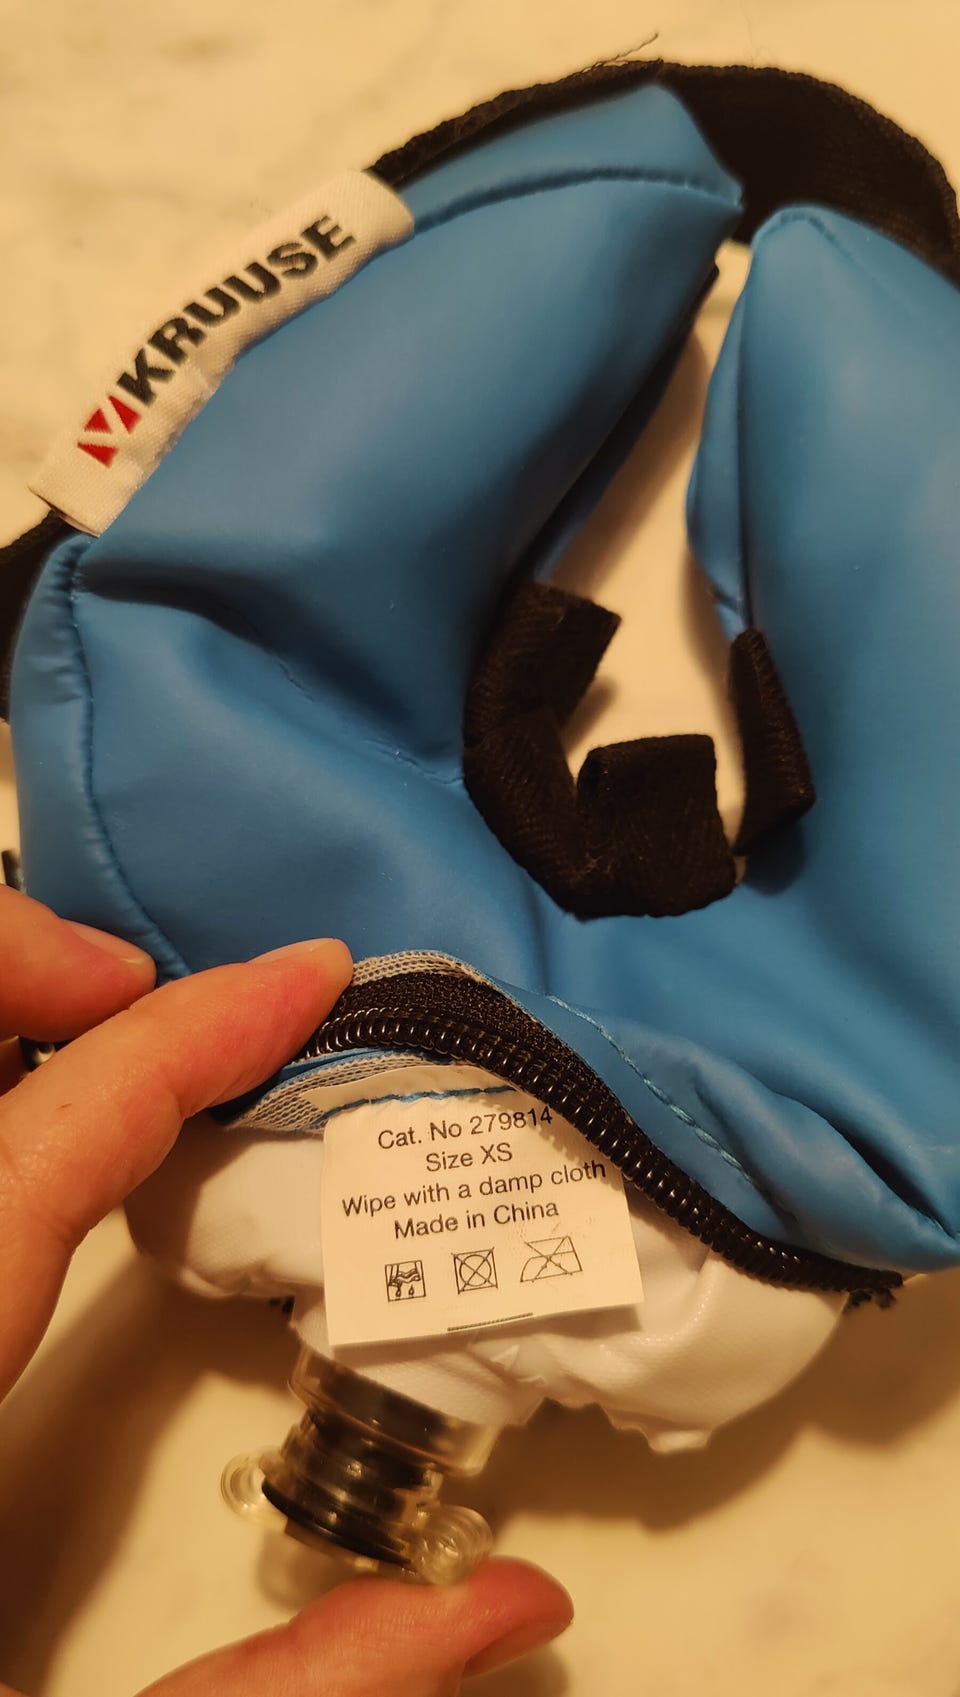 KRUUSE
Cat. No 279814
Size XS
Wipe with a damp cloth
Made in China